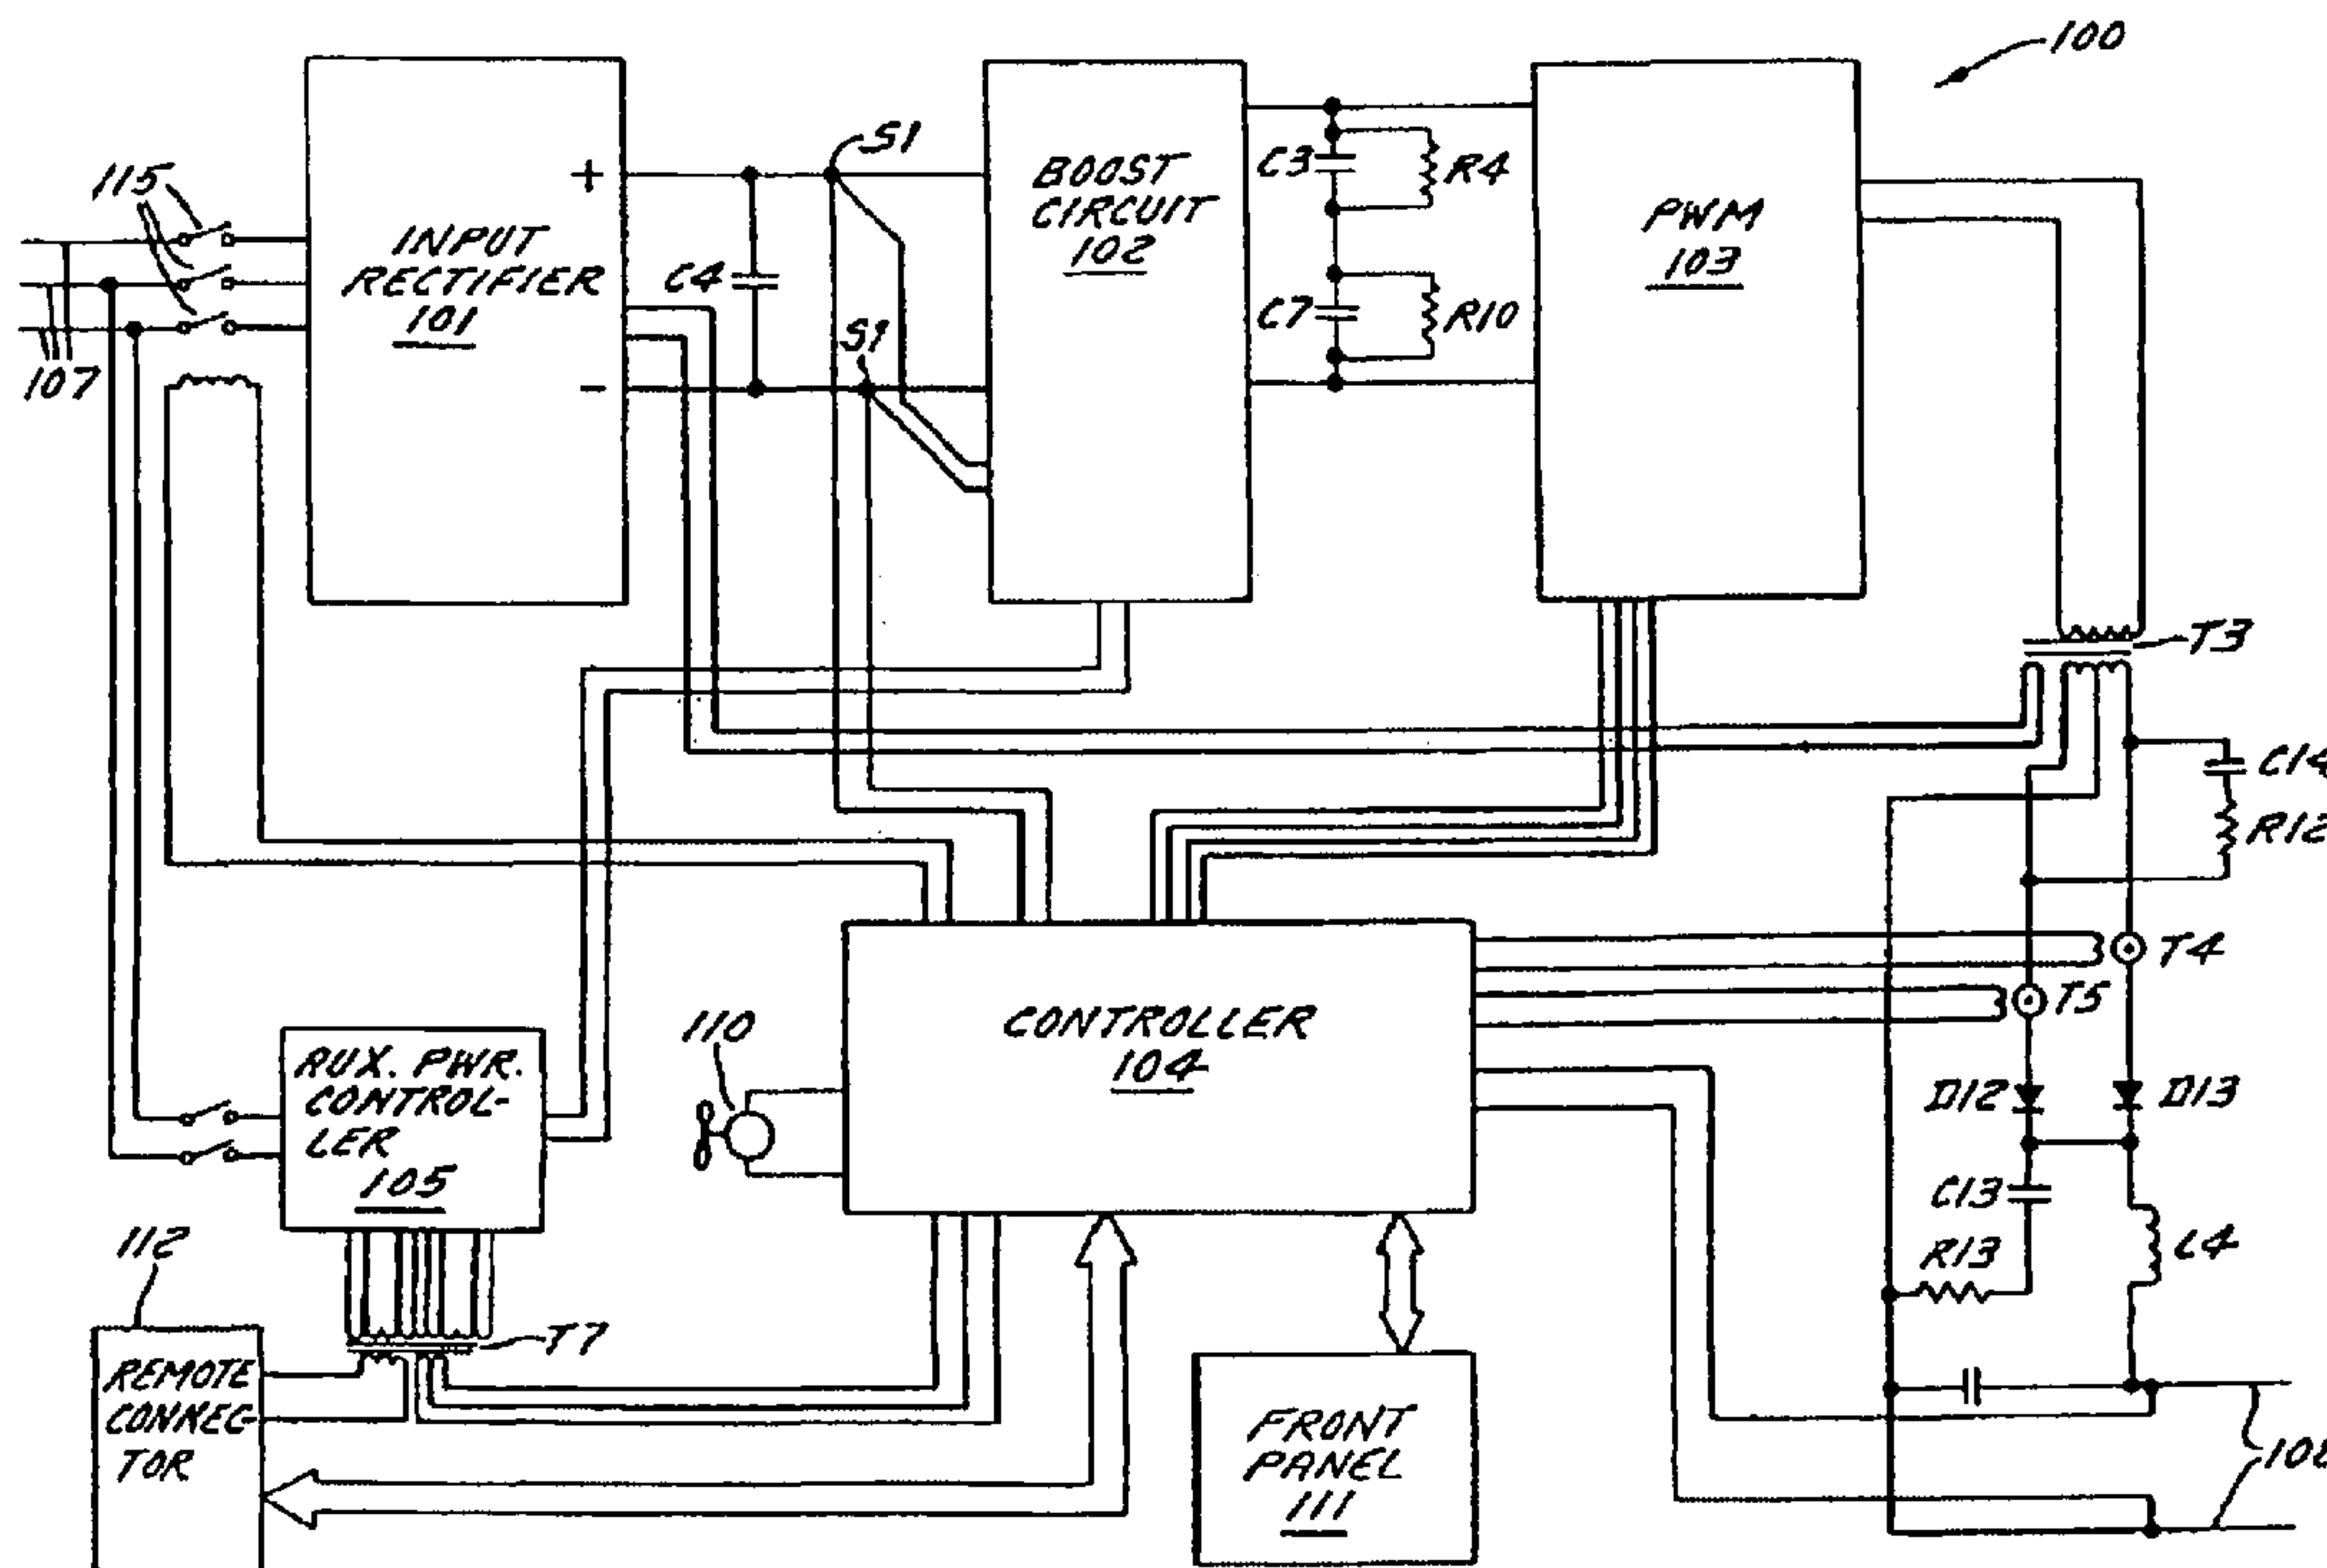 100
S1
115
+
BOOST
CIRCUIT
102
C3
R4
PWM
103
INPUT
RECTIFIER
101
C4
C7
R10
S1
107
-
T3
C14
R12
T4
T5
CONTROLLER
104
110
AUX. PWR.
CONTROL-
LER
105
D12
D13
C13
R13
L4
112
T7
REMOTE
CONNEC-
TOR
FRONT
PANEL
111